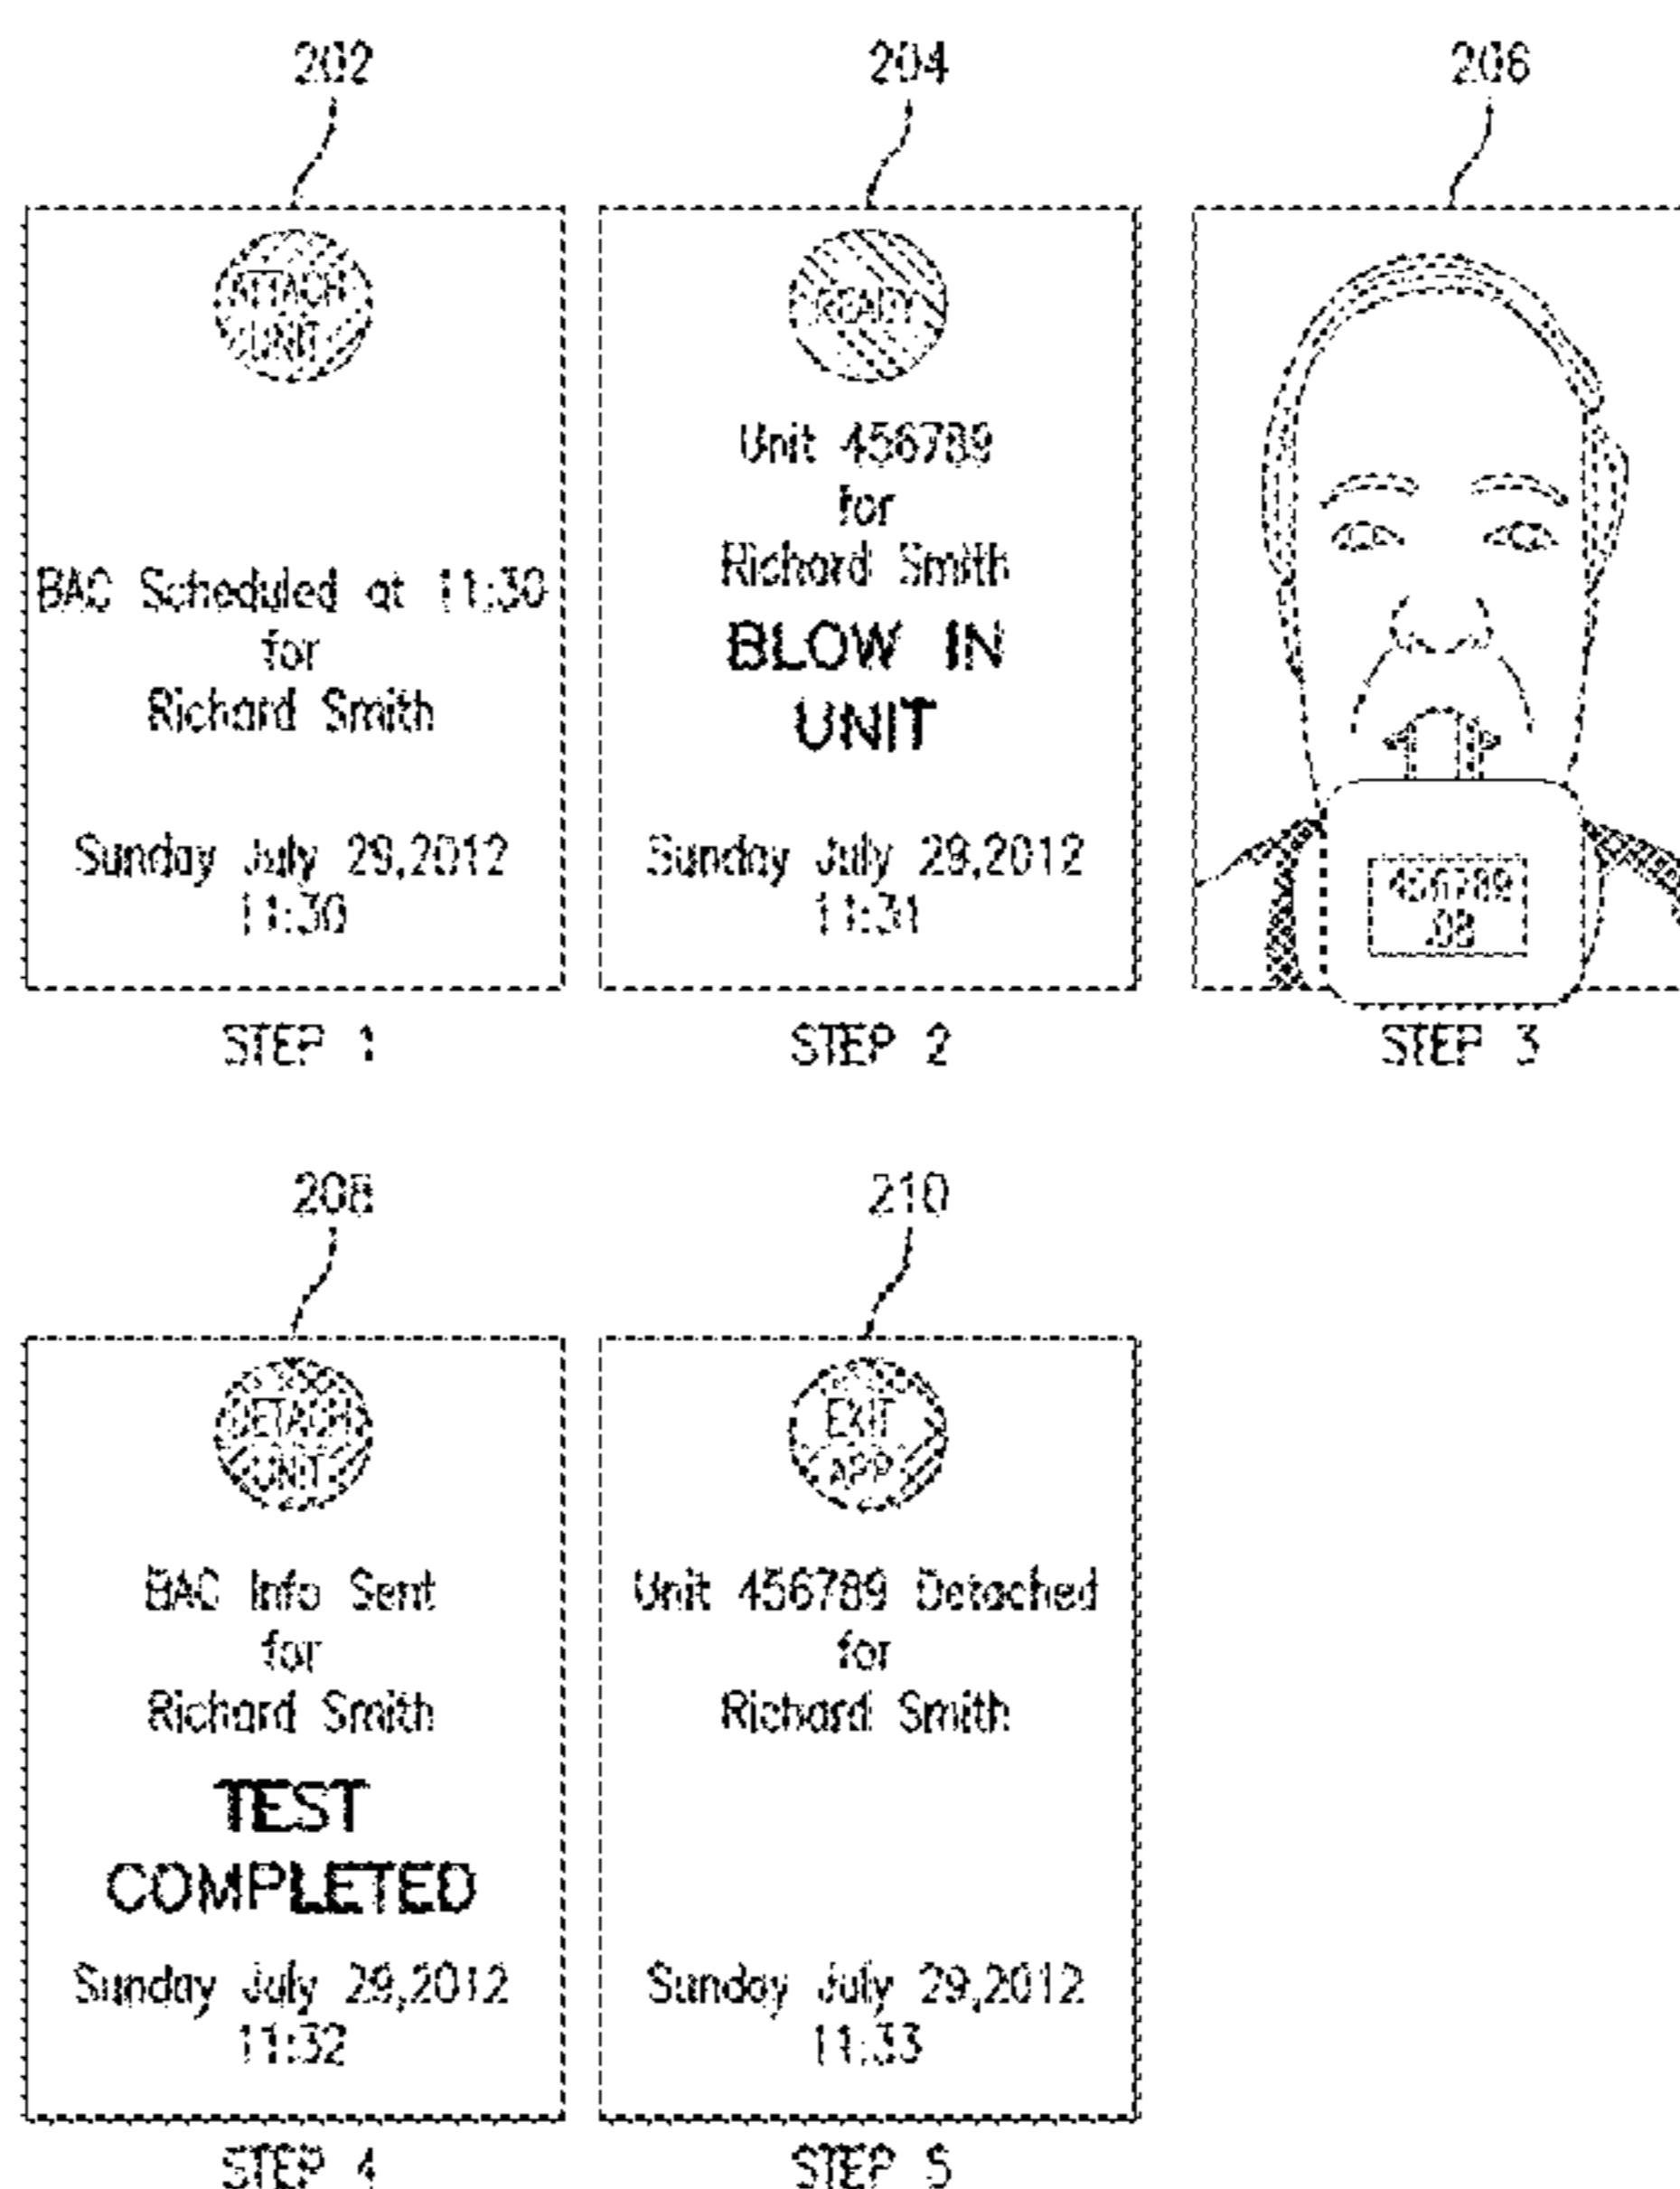 202
204
206
ATTACH
UNIT
BAC Scheduled at 11:30
for
Richard Smith
Sunday July 29,2012
11:30
STEP 1
READY
Unit 456789
for
Richard Smith
BLOW IN
UNIT
Sunday July 29,2012
11:31
STEP 2
456789
STEP 3
208
210
DETACH
UNIT
BAC Info Sent
for
Richard Smith
TEST
COMPLETED
Sunday July 29,2012
11:32
STEP 4
EXIT
APP
Unit 456789 Detached
for
Richard Smith
Sunday July 29,2012
11:33
STEP 5